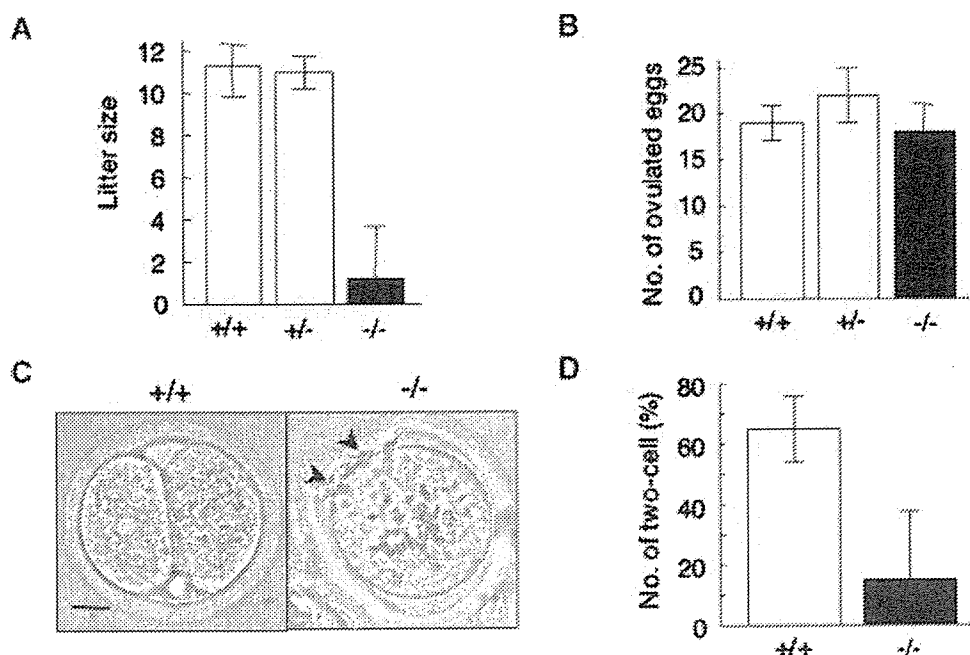 A
Litter size
12
10
8
6
4
2
0
+/+ +/- -/-
B
No. of ovulated eggs
25
20
15
10
5
0
+/+ +/- -/-
C
+/+ -/-
D
No. of two-cell (%)
80
60
40
20
0
+/+ -/-